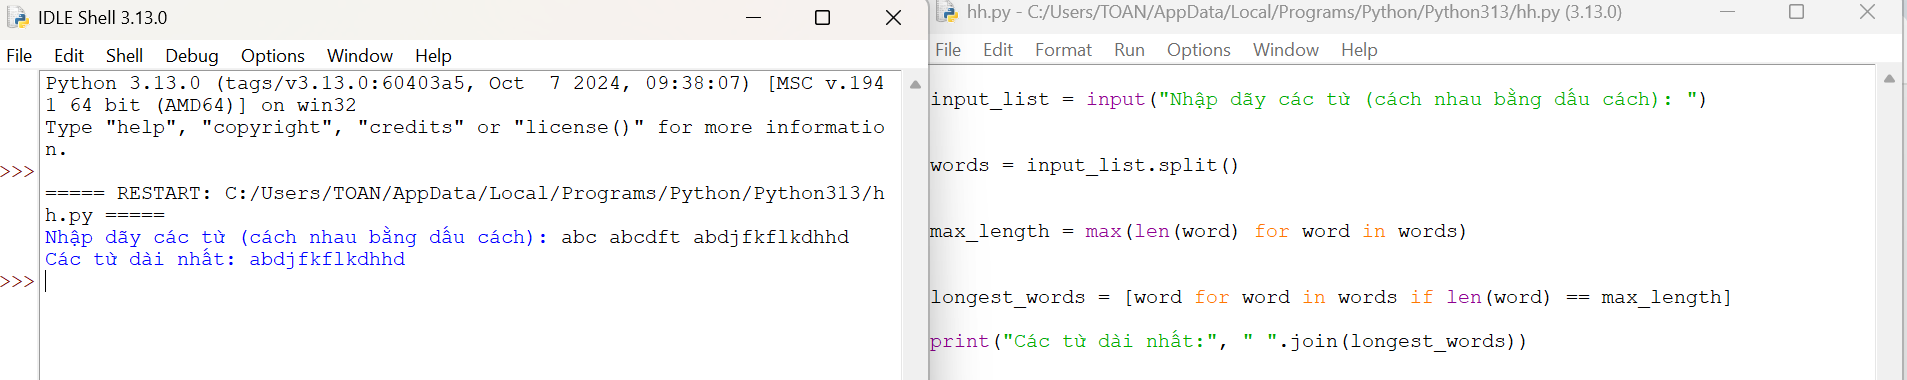 IDLE Shell 3.13.0
File Edit Shell Debug Options Window Help
Python 3.13.0 (tags/v3.13.0:60403a5, Oct  7 2024, 09:38:07) [MSC v.194
1 64 bit (AMD64)] on win32
Type "help", "copyright", "credits" or "license()" for more informatio
n.
>>>
===== RESTART: C:/Users/TOAN/AppData/Local/Programs/Python/Python313/h
h.py =====
Nhập dãy các từ (cách nhau bằng dấu cách): abc abcdft abdjfkflkdhhd
Các từ dài nhất: abdjfkflkdhhd
>>>
hh.py - C:/Users/TOAN/AppData/Local/Programs/Python/Python313/hh.py (3.13.0)
File Edit Format Run Options Window Help
input_list = input("Nhập dãy các từ (cách nhau bằng dấu cách): ")
words = input_list.split()
max_length = max(len(word) for word in words)
longest_words = [word for word in words if len(word) == max_length]
print("Các từ dài nhất:", " ".join(longest_words))